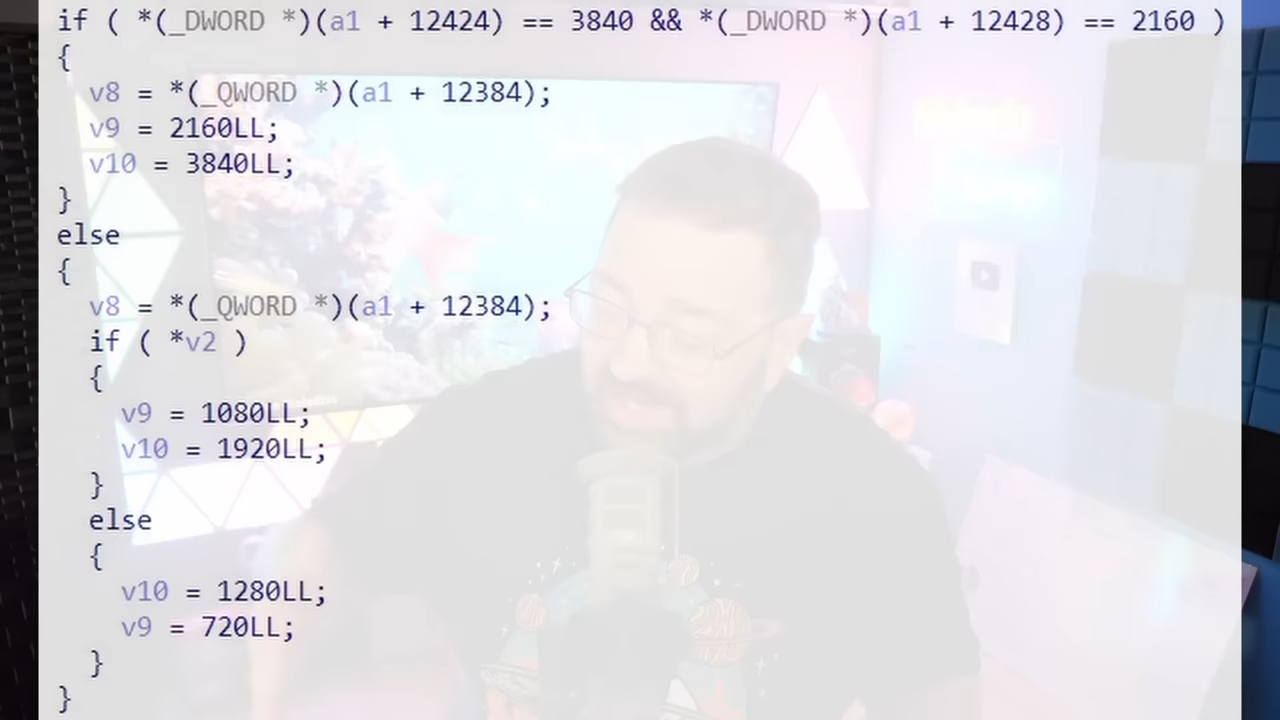 if ( *(_DWORD *)(a1 + 12424) == 3840 && *(_DWORD *)(a1 + 12428) == 2160 )
{
v8 = *(_QWORD *)(a1 + 12384);
v9 = 2160LL;
v10 = 3840LL;
}
else
{
v8 = *(_QWORD *)(a1 + 12384);
if ( *v2 )
{
v9 = 1080LL;
v10 = 1920LL;
}
else
{
v10 = 1280LL;
v9 = 720LL;
}
}